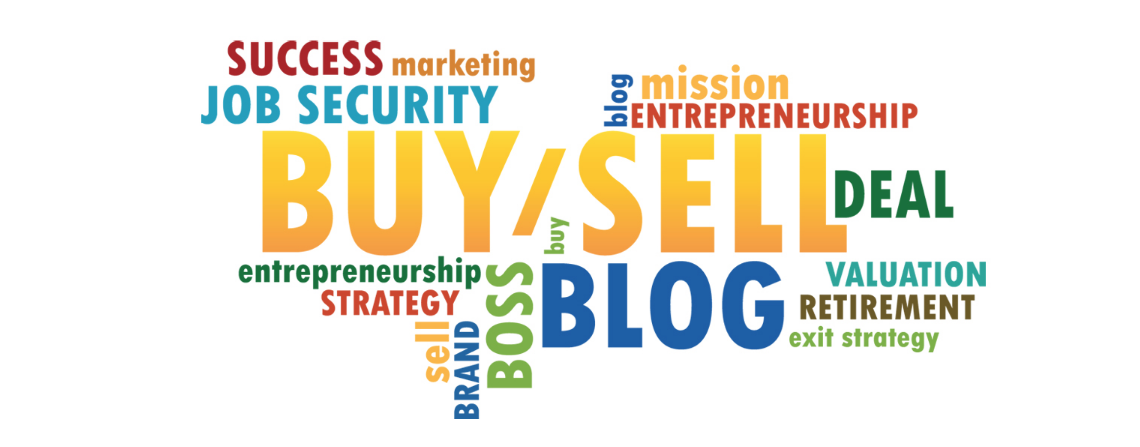 SUCCESS marketing
JOB SECURITY
blog
mission
ENTREPRENEURSHIP
BUY/SELL
DEAL
buy
entrepreneurship
STRATEGY
BOSS
BLOG
sell
BRAND
VALUATION
RETIREMENT
exit strategy